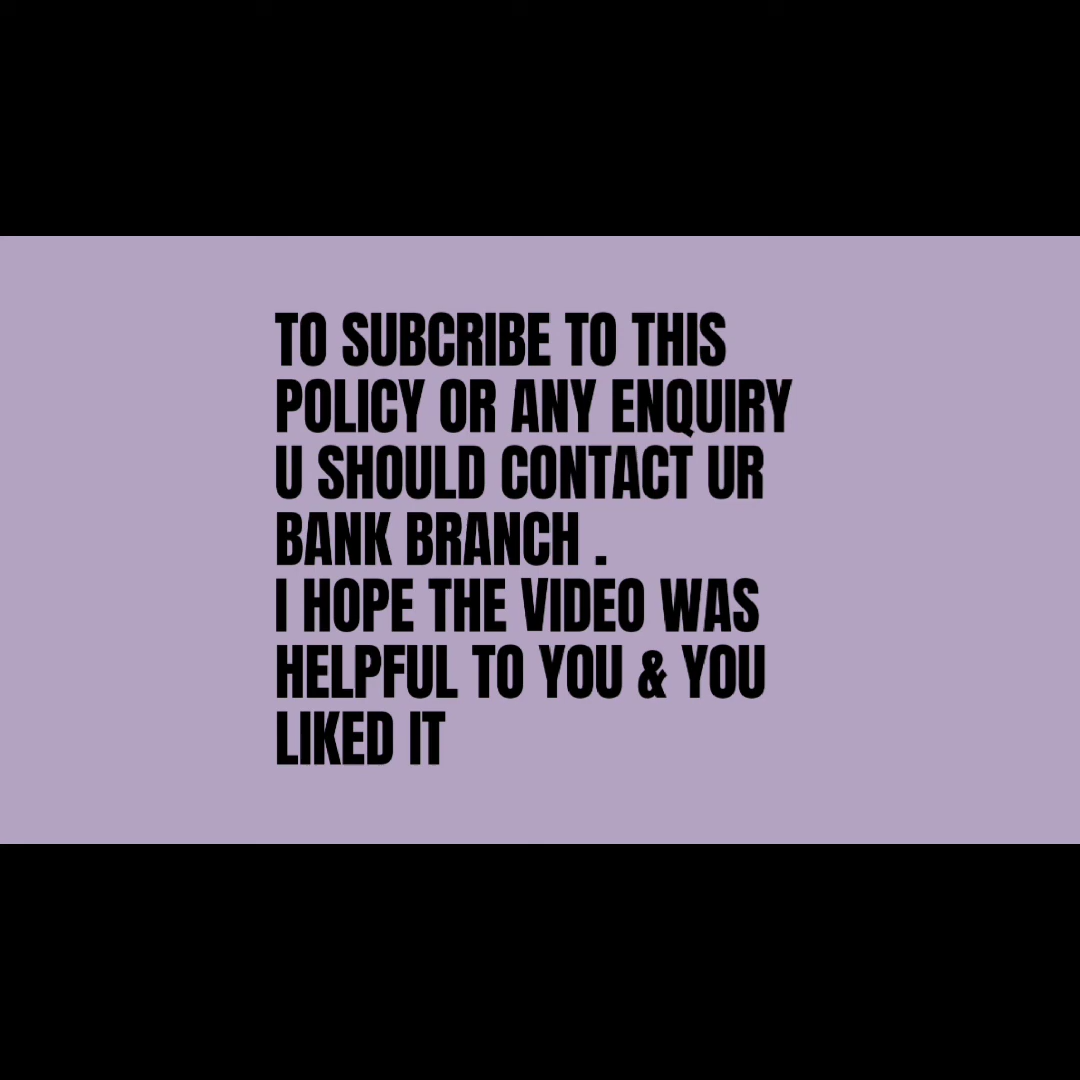 TO SUBCRIBE TO THIS
POLICY OR ANY ENQUIRY
U SHOULD CONTACT UR
BANK BRANCH .
I HOPE THE VIDEO WAS
HELPFUL TO YOU & YOU
LIKED IT